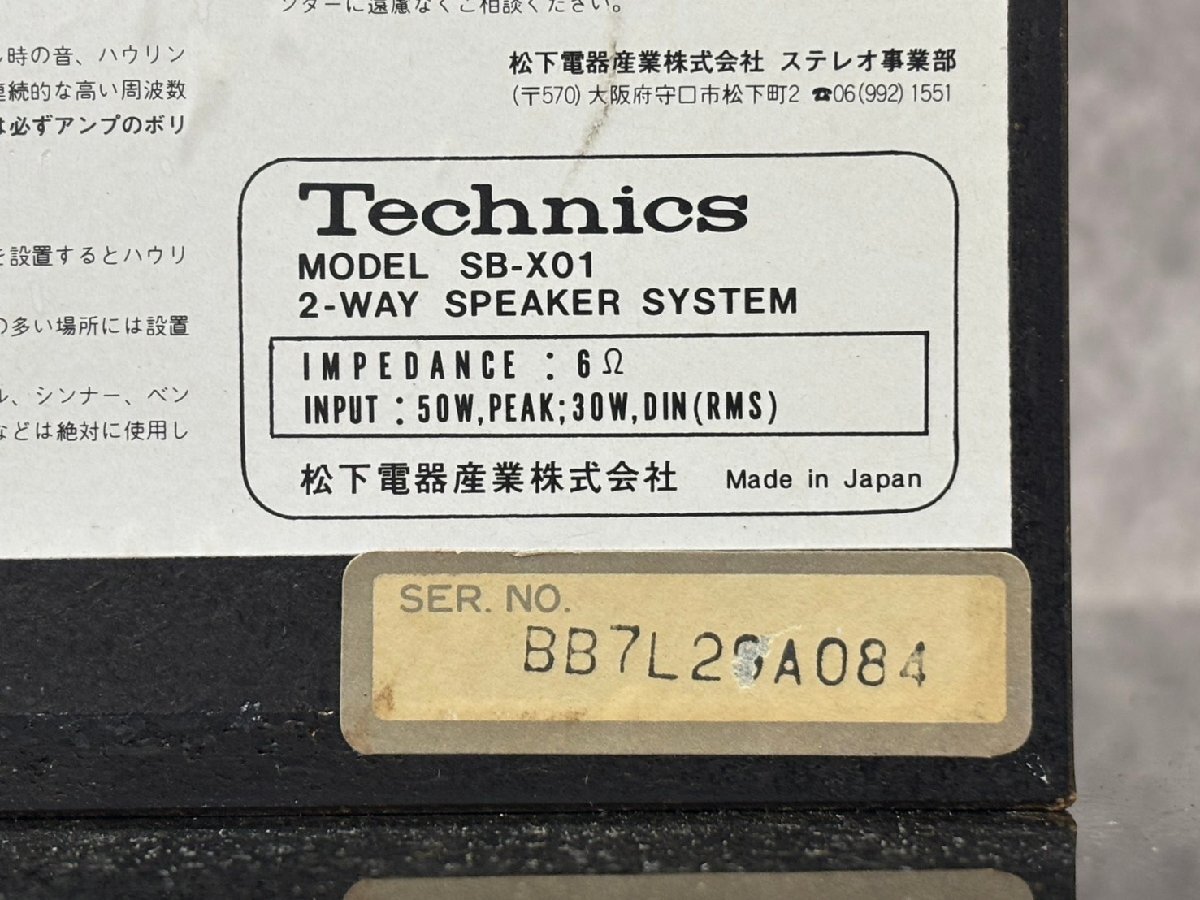 時の音、ハウリン
連続的な高い周波数
は必ずアンプのボリ
を設置するとハウリ
の多い場所には設置
ル、シンナー、ベン
などは絶対に使用し
ンターに遠慮なくご相談ください。
松下電器産業株式会社 ステレオ事業部
(〒570)大阪府守口市松下町2 ☎06(992)1551
Technics
MODEL SB-X01
2-WAY SPEAKER SYSTEM
IMPEDANCE : 6Ω
INPUT : 50W,PEAK;30W,DIN(RMS)
松下電器産業株式会社 Made in Japan
SER. NO.